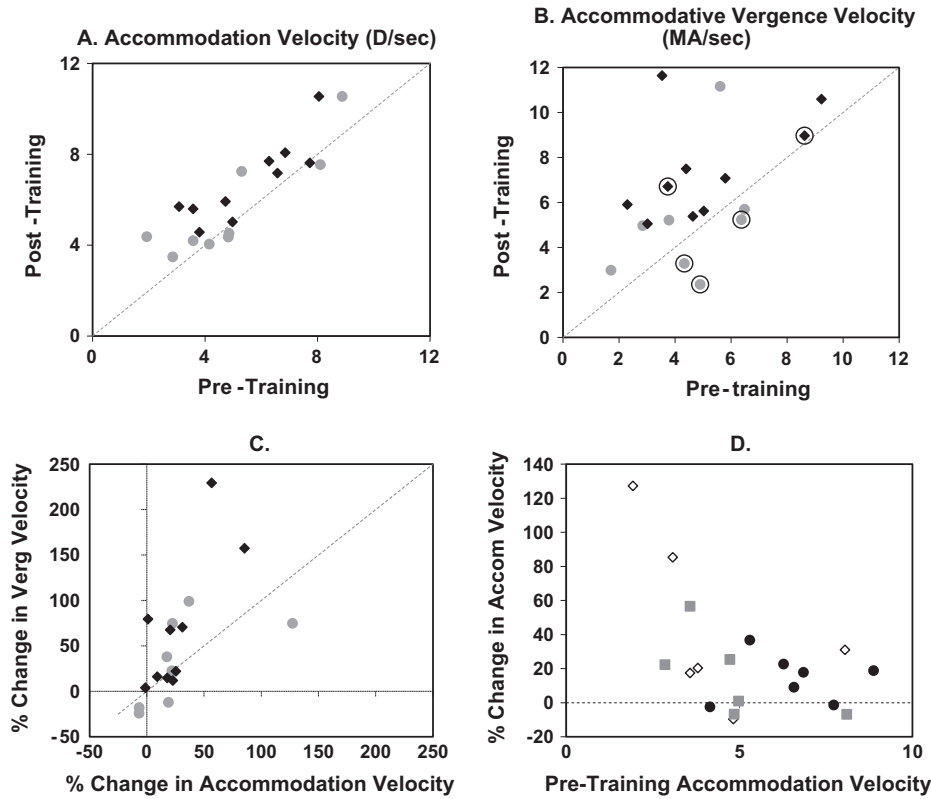 A. Accommodation Velocity (D/sec)
12
8
4
0
0 4 8 12
Post -Training
Pre -Training
B. Accommodative Vergence Velocity
(MA/sec)
12
10
8
6
4
2
0
0 2 4 6 8 10 12
Post -Training
Pre-training
C.
250
200
150
100
50
0
-50
-50 0 50 100 150 200 250
% Change in Verg Velocity
% Change in Accommodation Velocity
D.
140
120
100
80
60
40
20
0
-20
0 5 10
% Change in Accom Velocity
Pre-Training Accommodation Velocity